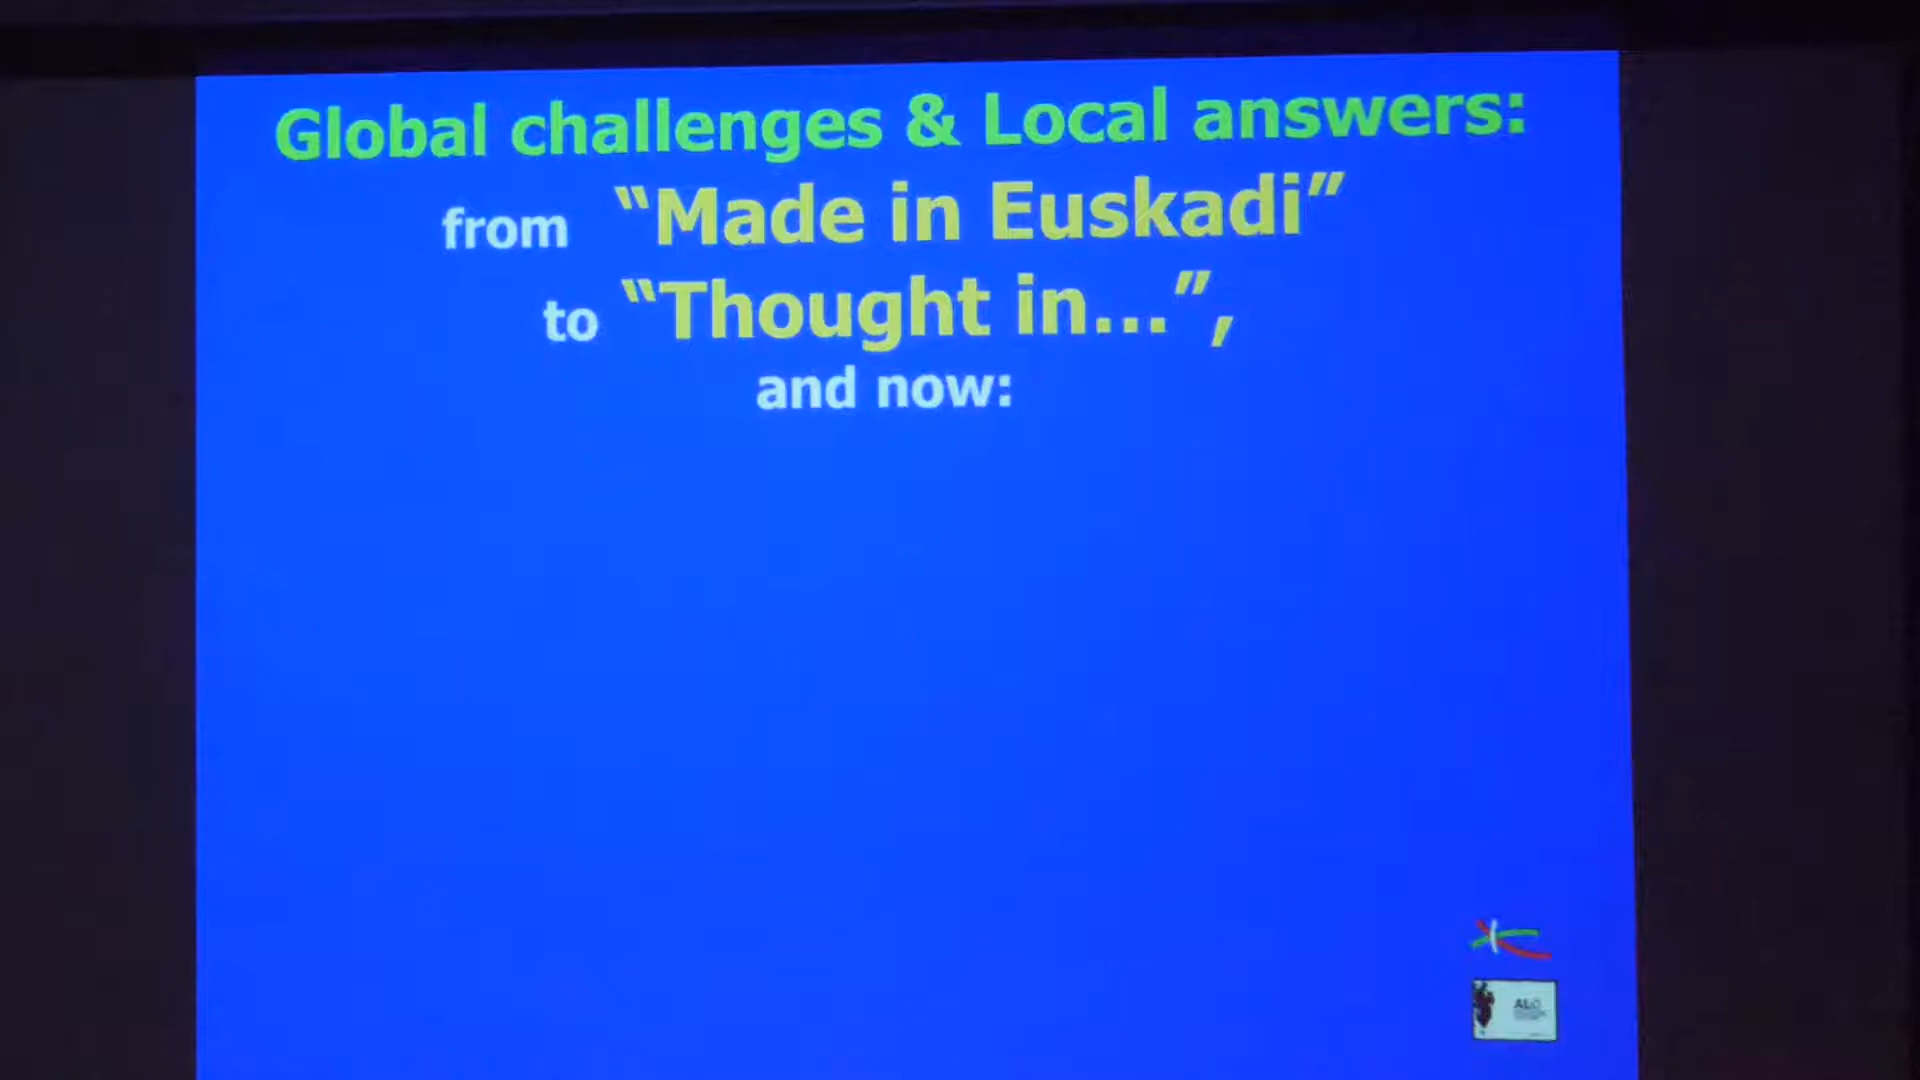 Global challenges & Local answers:
from “Made in Euskadi”
to “Thought in...”,
and now: